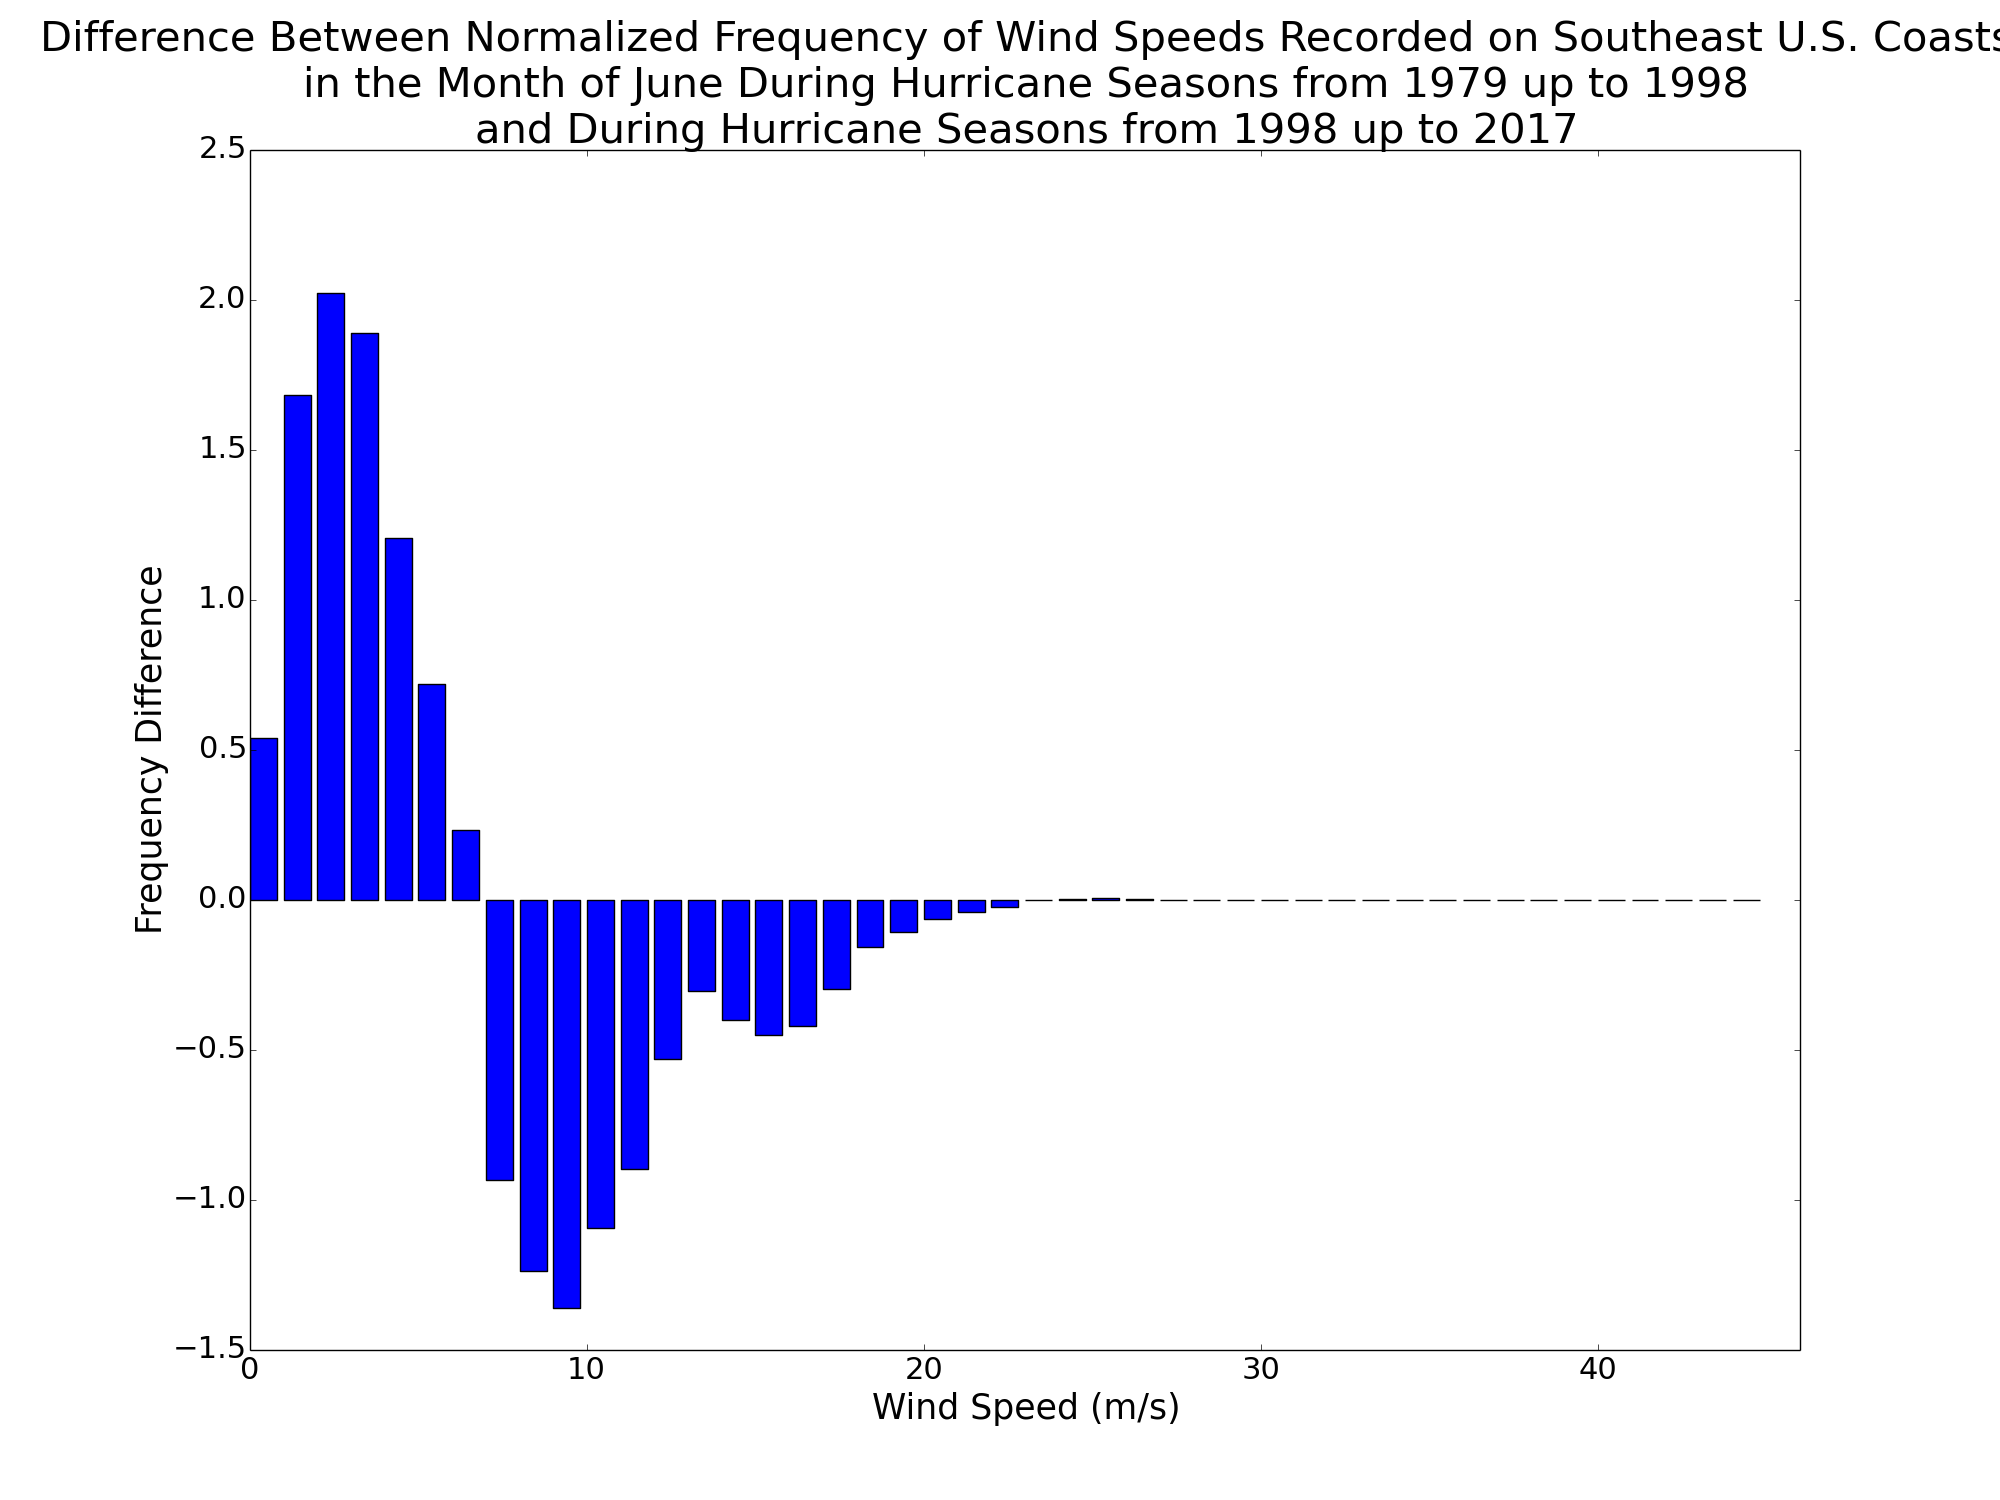 Difference Between Normalized Frequency of Wind Speeds Recorded on Southeast U.S. Coasts
in the Month of June During Hurricane Seasons from 1979 up to 1998
and During Hurricane Seasons from 1998 up to 2017
2.5
2.0
1.5
1.0
0.5
0.0
−0.5
−1.0
−1.5
Frequency Difference
0 10 20 30 40
Wind Speed (m/s)